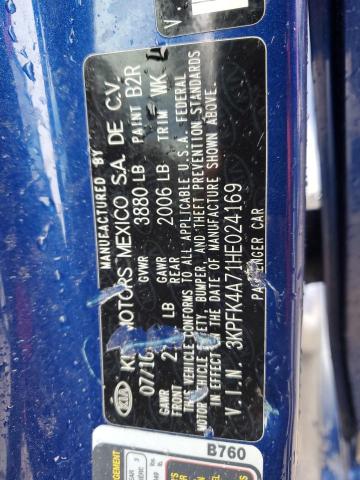 MANUFACTURED BY
KIA MOTORS MEXICO S.A. DE C.V.
07/16 GVWR 3880 LB PAINT B2R
GAWR FRONT LB GAWR REAR 2006 LB TRIM WK
THIS VEHICLE CONFORMS TO ALL APPLICABLE U.S.A. FEDERAL
MOTOR VEHICLE SAFETY, BUMPER, AND THEFT PREVENTION STANDARDS
IN EFFECT ON THE DATE OF MANUFACTURE SHOWN ABOVE.
V.I.N. 3KPFK4A71HE024169
PASSENGER CAR
KIA
B760
V.